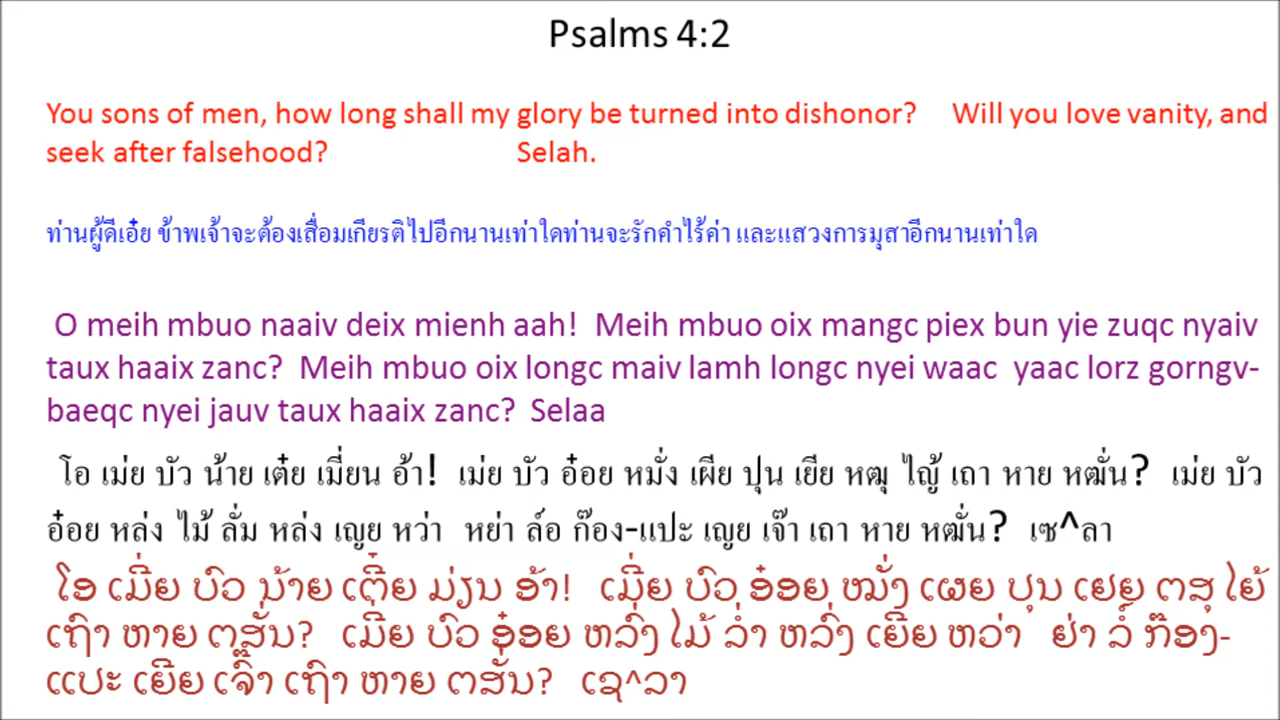 Psalms 4:2
You sons of men, how long shall my glory be turned into dishonor? Will you love vanity, and
seek after falsehood? Selah.
ท่านผู้ดีเอ๋ย ข้าพเจ้าจะต้องเสื่อมเกียรติไปอีกนานเท่าใดท่านจะรักคำไร้ค่า และแสวงการมุสาอีกนานเท่าใด
O meih mbuo naaiv deix mienh aah! Meih mbuo oix mangc piex bun yie zuqc nyaiv
taux haaix zanc? Meih mbuo oix longc maiv lamh longc nyei waac yaac lorz gorngv-
baeqc nyei jauv taux haaix zanc? Selaa
โอ เม่ย บัว น้าย เต๋ย เมี่ยน อ้า! เม่ย บัว อ๋อย หมั่ง เผีย ปุน เยีย หฒุ ไญ้ เถา หาย หฒั่น? เม่ย บัว
อ๋อย หล่ง ไม้ ลั่ม หล่ง เญย หว่า หย่า ล์อ ก๊อง-แปะ เญย เจ๊า เถา หาย หฒั่น? เซ^ลา
ໂອ ເມີ່ຍ ບົວ ນ້າຍ ເຕີ໋ຍ ມ່ຽນ ອ້າ! ເມີ່ຍ ບົວ ອ໋ອຍ ໝັ່ງ ເຜຍ ປຸນ ເຢຍ ຕສຸ ໄຍ້
ເຖົາ ຫາຍ ຕສັ່ນ? ເມີ່ຍ ບົວ ອ໋ອຍ ຫລົ່ງ ໄມ້ ລ່ຳ ຫລົ່ງ ເຍີຍ ຫວ່າ ຢ່າ ລໍ໌ ກ໊ອງ-
ແປະ ເຍີຍ ເຈົ໊າ ເຖົາ ຫາຍ ຕສັ່ນ? ເຊ^ລາ